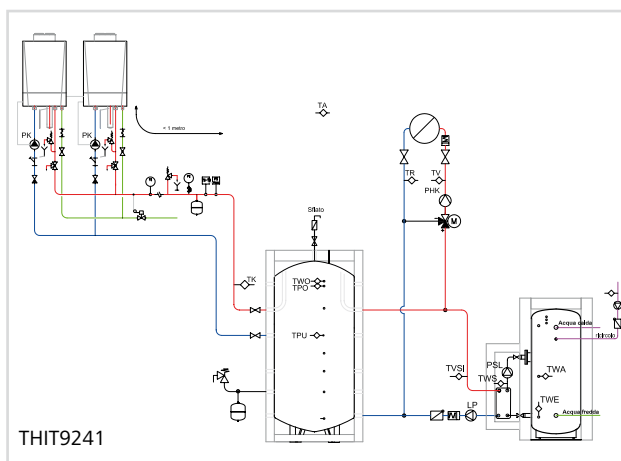 PK
PK
< 1 metro
TA
TR
TV
PHK
M
Sfiato
TK
TWO
TPO
TPU
TVSI
TWS
PSL
LP
TWA
TWE
Acqua calda
ricircolo
Acqua fredda
THIT9241